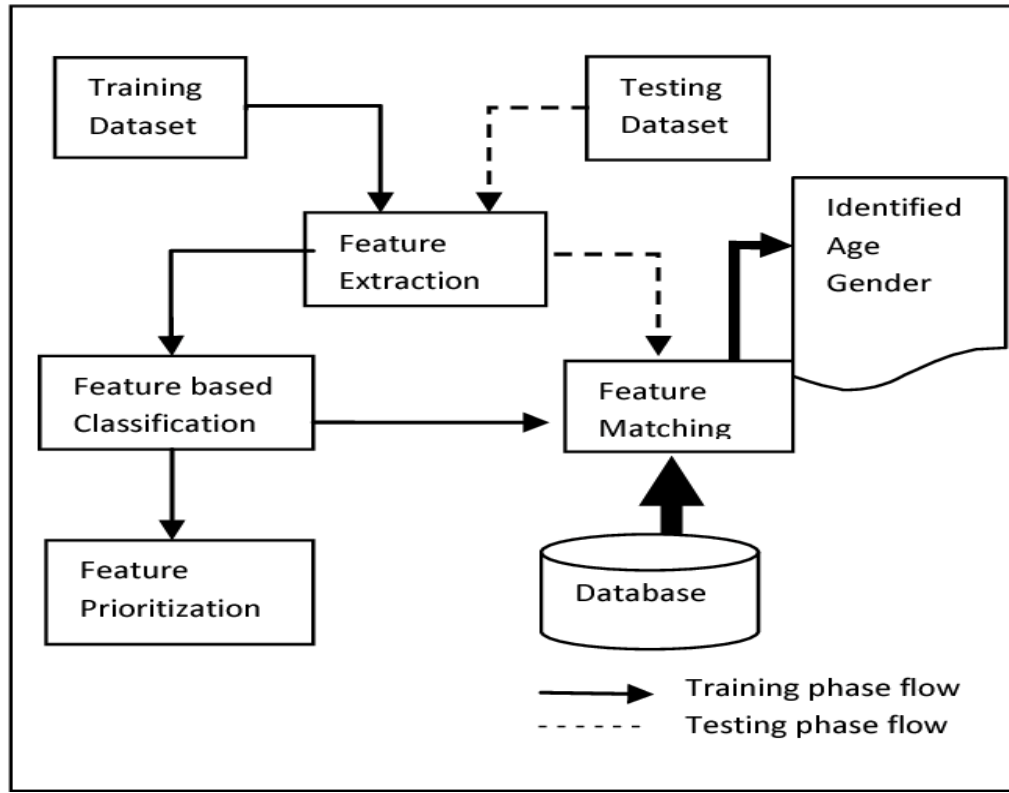 Training
Dataset
Testing
Dataset
Identified
Age
Gender
Feature
Extraction
Feature based
Classification
Feature
Matching
Feature
Prioritization
Database
Training phase flow
Testing phase flow